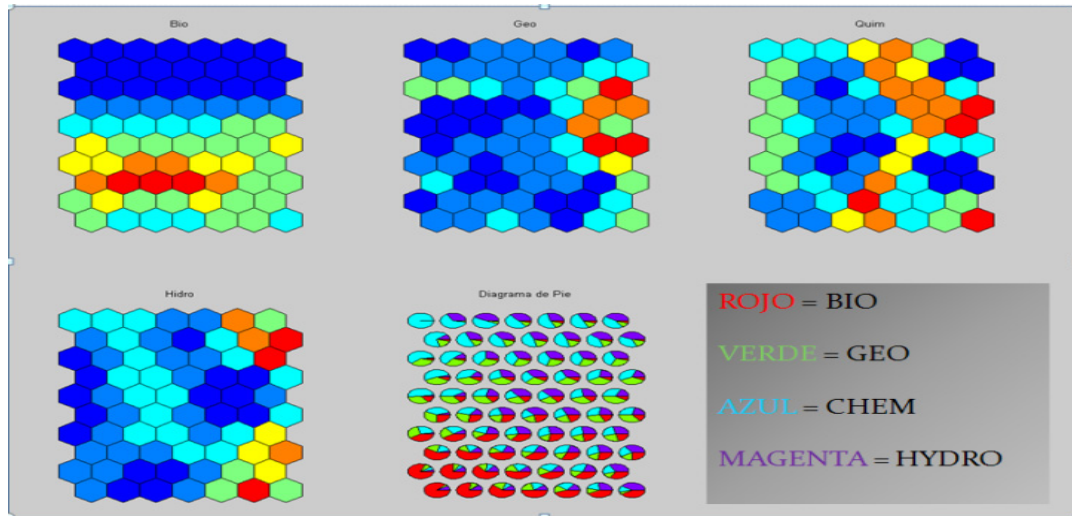 Bio
Geo
Quim
Hidro
Diagrama de Pie
ROJO = BIO
VERDE = GEO
AZUL = CHEM
MAGENTA = HYDRO